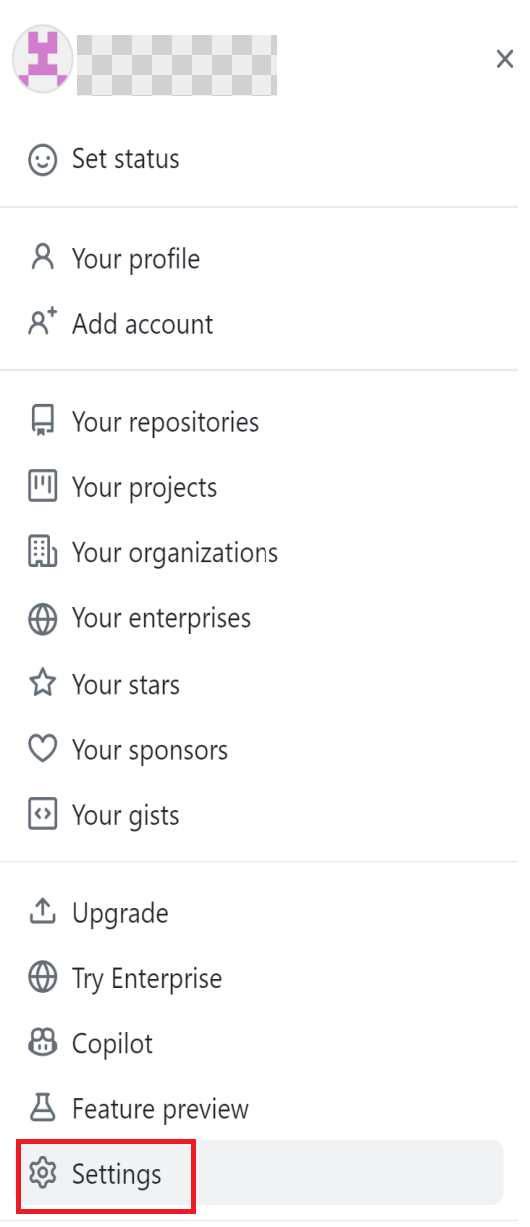 Set status
Your profile
Add account
Your repositories
Your projects
Your organizations
Your enterprises
Your stars
Your sponsors
Your gists
Upgrade
Try Enterprise
Copilot
Feature preview
Settings